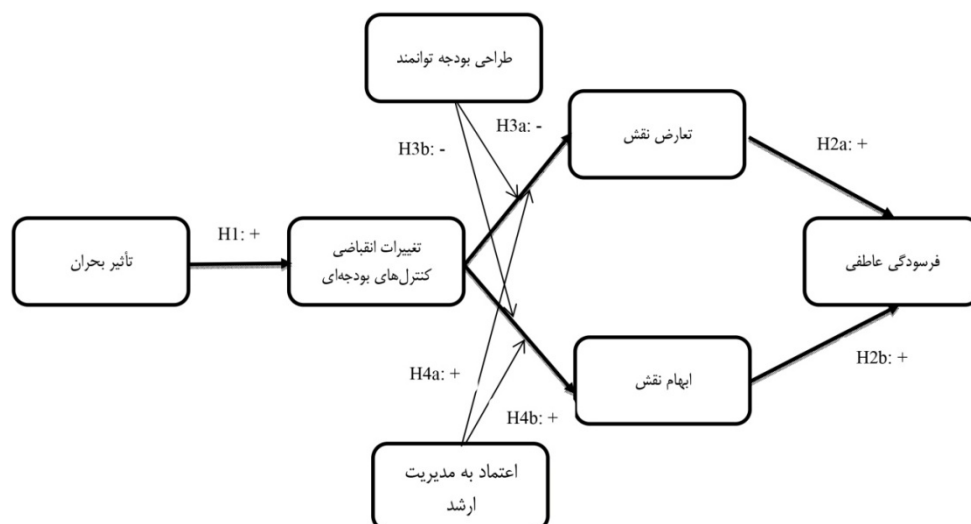 طراحی بودجه توانمند
H3a: -
H3b: -
تعارض نقش
H2a: +
H1: +
تأثیر بحران
تغییرات انقباضی
کنترل‌های بودجه‌ای
فرسودگی عاطفی
ابهام نقش
H2b: +
H4a: +
H4b: +
اعتماد به مدیریت
ارشد